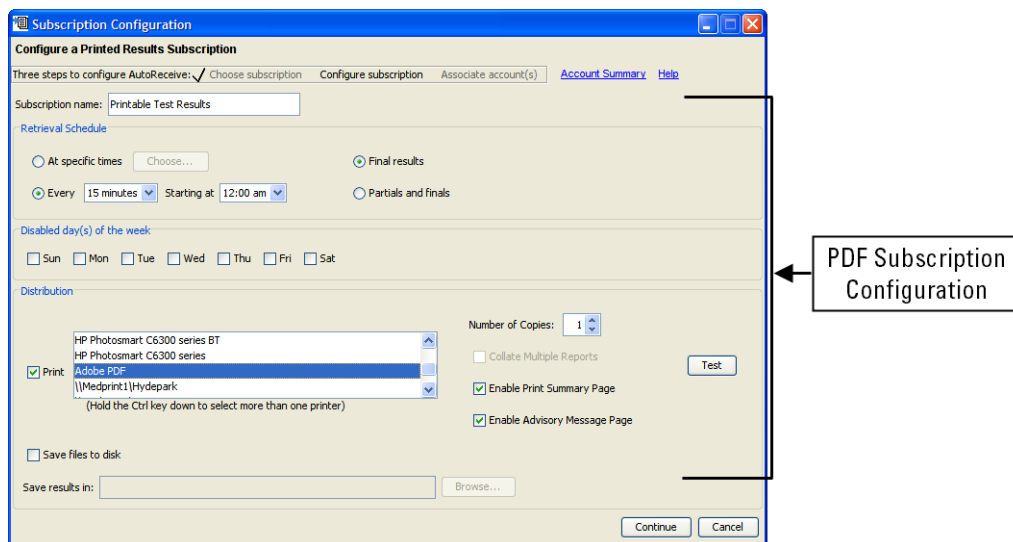 Subscription Configuration
Configure a Printed Results Subscription
Three steps to configure AutoReceive: Choose subscription Configure subscription Associate account(s) Account Summary Help
Subscription name: Printable Test Results
Retrieval Schedule
At specific times Choose... Final results
Every 15 minutes Starting at 12:00 am Partials and finals
Disabled day(s) of the week
Sun Mon Tue Wed Thu Fri Sat
PDF Subscription
Configuration
Distribution
Number of Copies: 1
HP Photosmart C6300 series BT
HP Photosmart C6300 series
Collate Multiple Reports
Print Adobe PDF
Test
\\Medprint1\Hydepark
Enable Print Summary Page
(Hold the Ctrl key down to select more than one printer)
Enable Advisory Message Page
Save files to disk
Save results in: Browse...
Continue Cancel